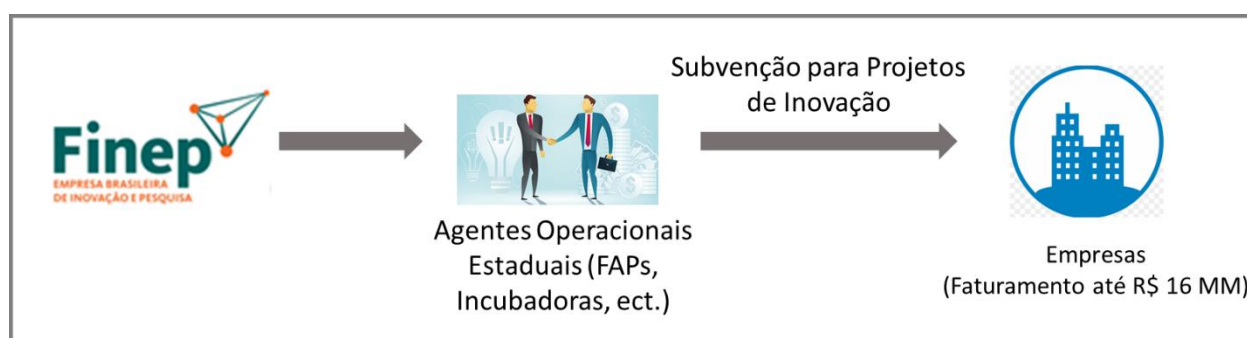 Finep
EMPRESA BRASILEIRA
DE INOVAÇÃO E PESQUISA
Agentes Operacionais
Estaduais (FAPs,
Incubadoras, ect.)
Subvenção para Projetos
de Inovação
Empresas
(Faturamento até R$ 16 MM)